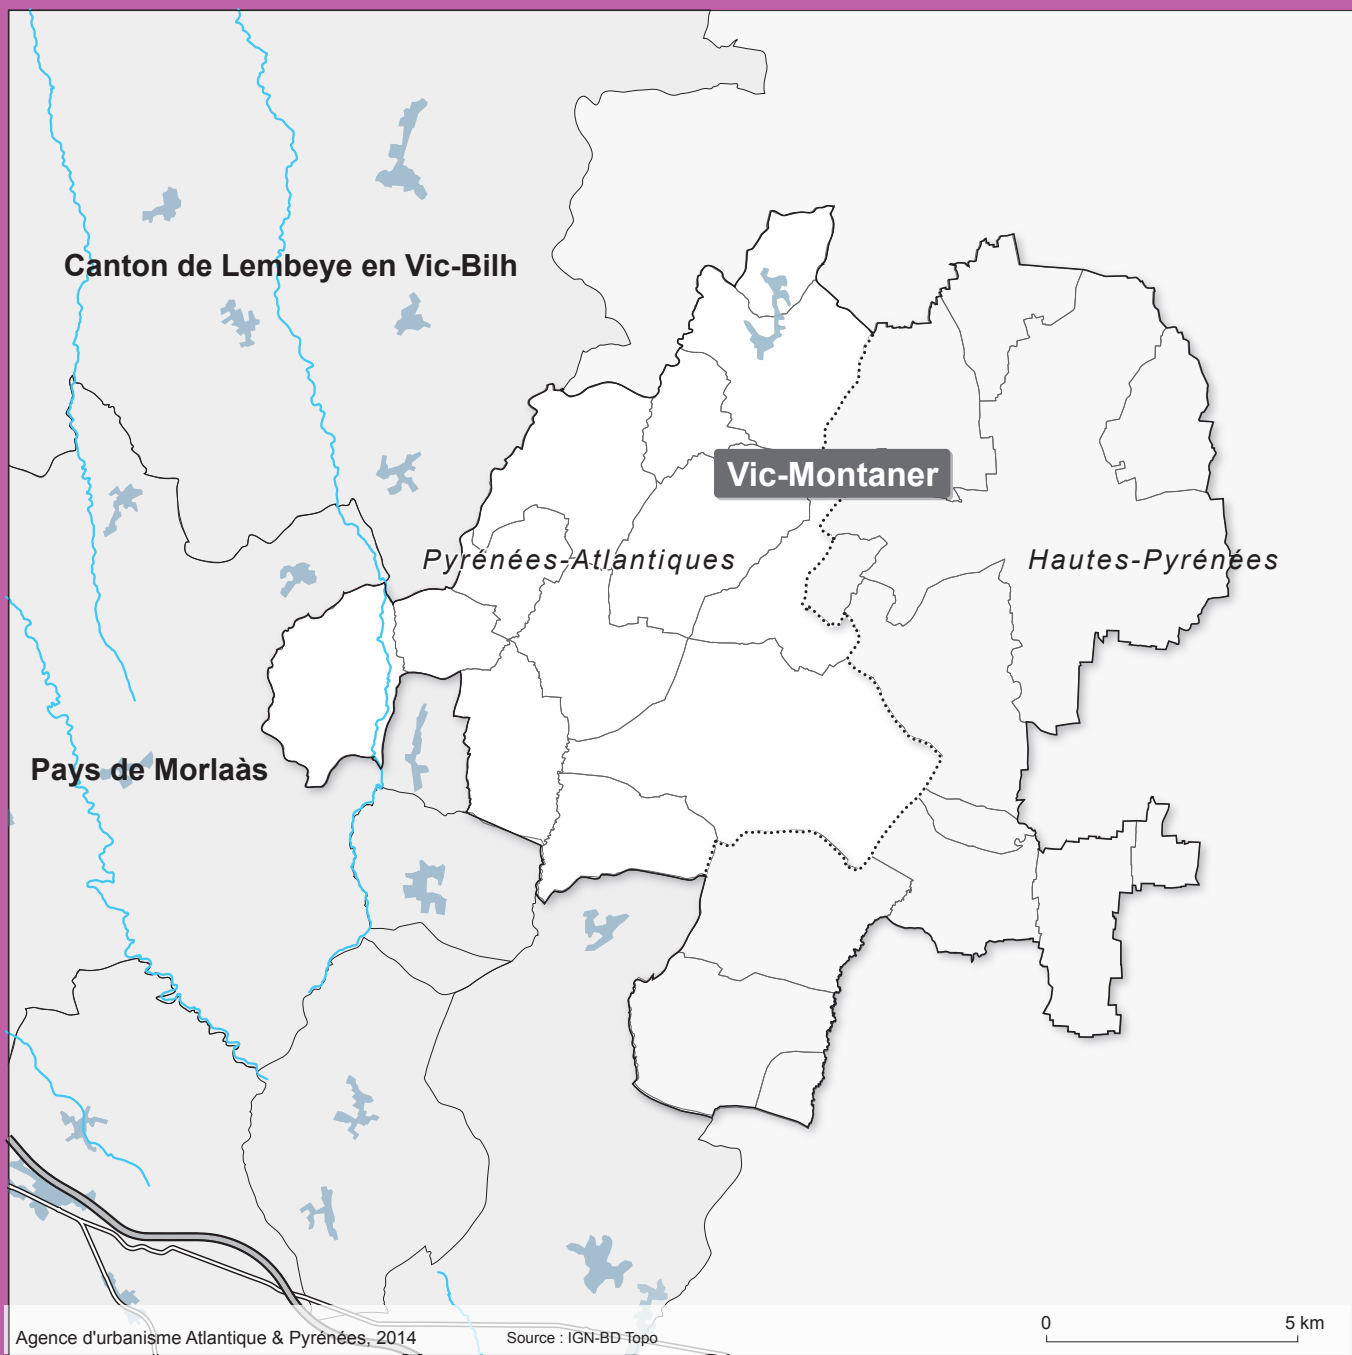 Canton de Lembeye en Vic-Bilh
Vic-Montaner
Pyrénées-Atlantiques
Hautes-Pyrénées
Pays de Morlaàs
0 5 km
Agence d'urbanisme Atlantique & Pyrénées, 2014
Source : IGN-BD Topo